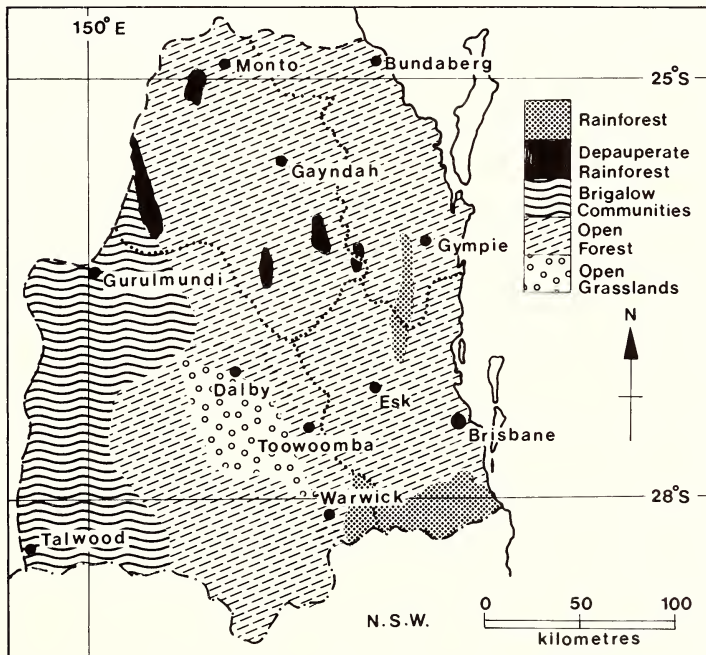 150°E
Monto
Bundaberg
25°S
Rainforest
Depauperate
Rainforest
Brigalow
Communities
Open
Forest
Open
Grasslands
Gayndah
Gympie
Gurulmundi
N
Dalby
Esk
Toowoomba
Brisbane
Warwick
28°S
Talwood
N.S.W.
0 50 100
kilometres